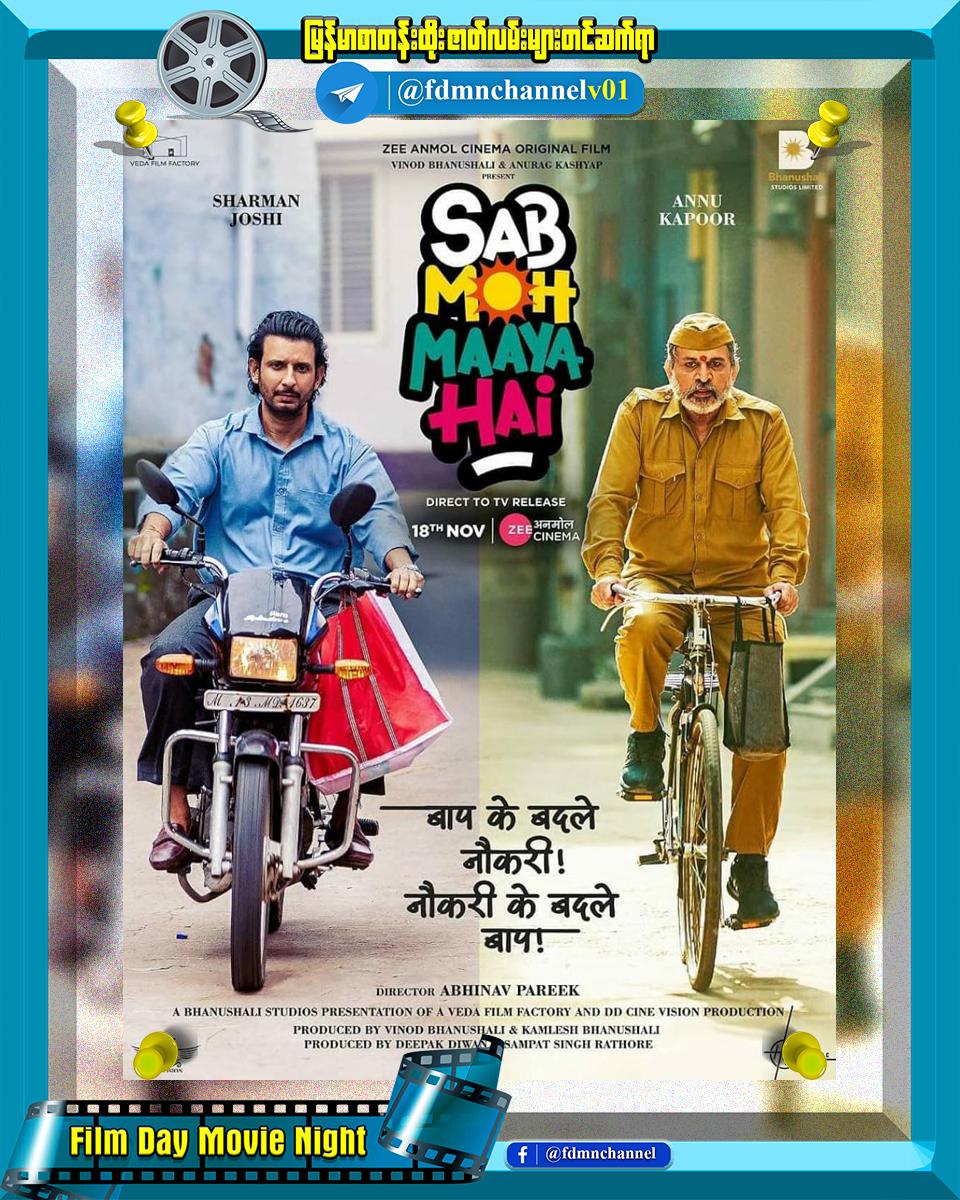 မြန်မာစာတန်းထိုးဇာတ်လမ်းများတင်ဆက်ရာ
@fdmnchannelv01
VEDA FILM FACTORY
ZEE ANMOL CINEMA ORIGINAL FILM
VINOD BHANUSHALI & ANURAG KASHYAP
PRESENT
Bhanushali
STUDIOS LIMITED
SHARMAN
JOSHI
ANNU
KAPOOR
SAB
MOH
MAAYA
HAi
DIRECT TO TV RELEASE
18TH NOV | ZEE अनमोल
CINEMA
बाप के बदले
नौकरी!
नौकरी के बदले
बाप!
DIRECTOR ABHINAV PAREEK
A BHANUSHALI STUDIOS PRESENTATION OF A VEDA FILM FACTORY AND DD CINE VISION PRODUCTION
PRODUCED BY VINOD BHANUSHALI & KAMLESH BHANUSHALI
PRODUCED BY DEEPAK SAMPAT SINGH RATHORE
Film Day Movie Night
f | @fdmnchannel